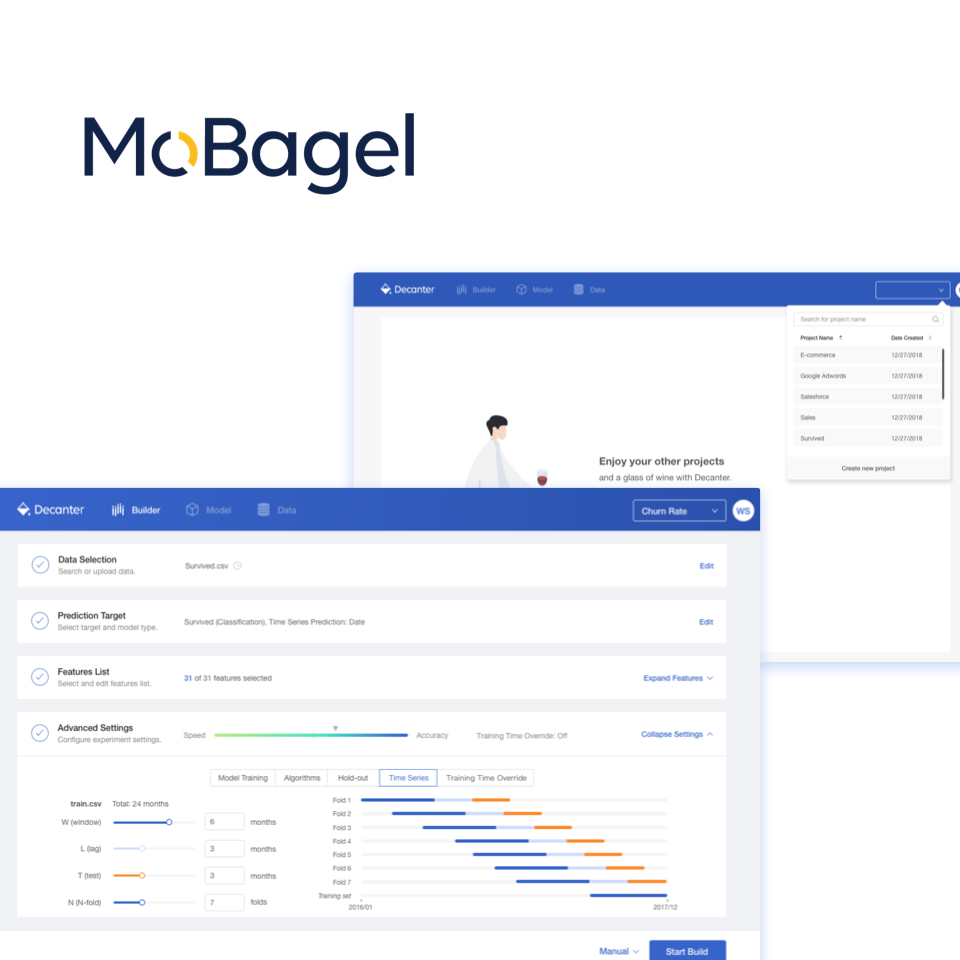 MoBagel
Decanter Builder Model Data
Search for project name
Project Name Date Created
E-commerce 12/27/2018
Google Adwords 12/27/2018
Salesforce 12/27/2018
Sales 12/27/2018
Survived 12/27/2018
Create new project
Enjoy your other projects
and a glass of wine with Decanter.
Decanter Builder Model Data Churn Rate WS
Data Selection
Search or upload data.
Survived.csv
Edit
Prediction Target
Select target and model type.
Survived (Classification), Time Series Prediction: Date
Edit
Features List
Select and edit features list.
31 of 31 features selected
Expand Features
Advanced Settings
Configure experiment settings.
Speed Accuracy
Training Time Override: Off
Collapse Settings
Model Training Algorithms Hold-out Time Series Training Time Override
train.csv Total: 24 months
W (window) 6 months
L (lag) 3 months
T (test) 3 months
N (N-fold) 7 folds
Fold 1
Fold 2
Fold 3
Fold 4
Fold 5
Fold 6
Fold 7
Training set
2016/01 2017/12
Manual Start Build